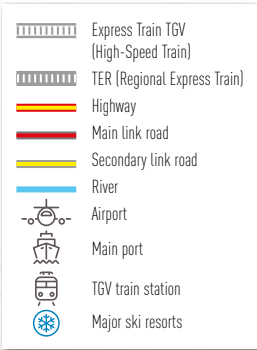 Express Train TGV
(High-Speed Train)
TER (Regional Express Train)
Highway
Main link road
Secondary link road
River
Airport
Main port
TGV train station
Major ski resorts